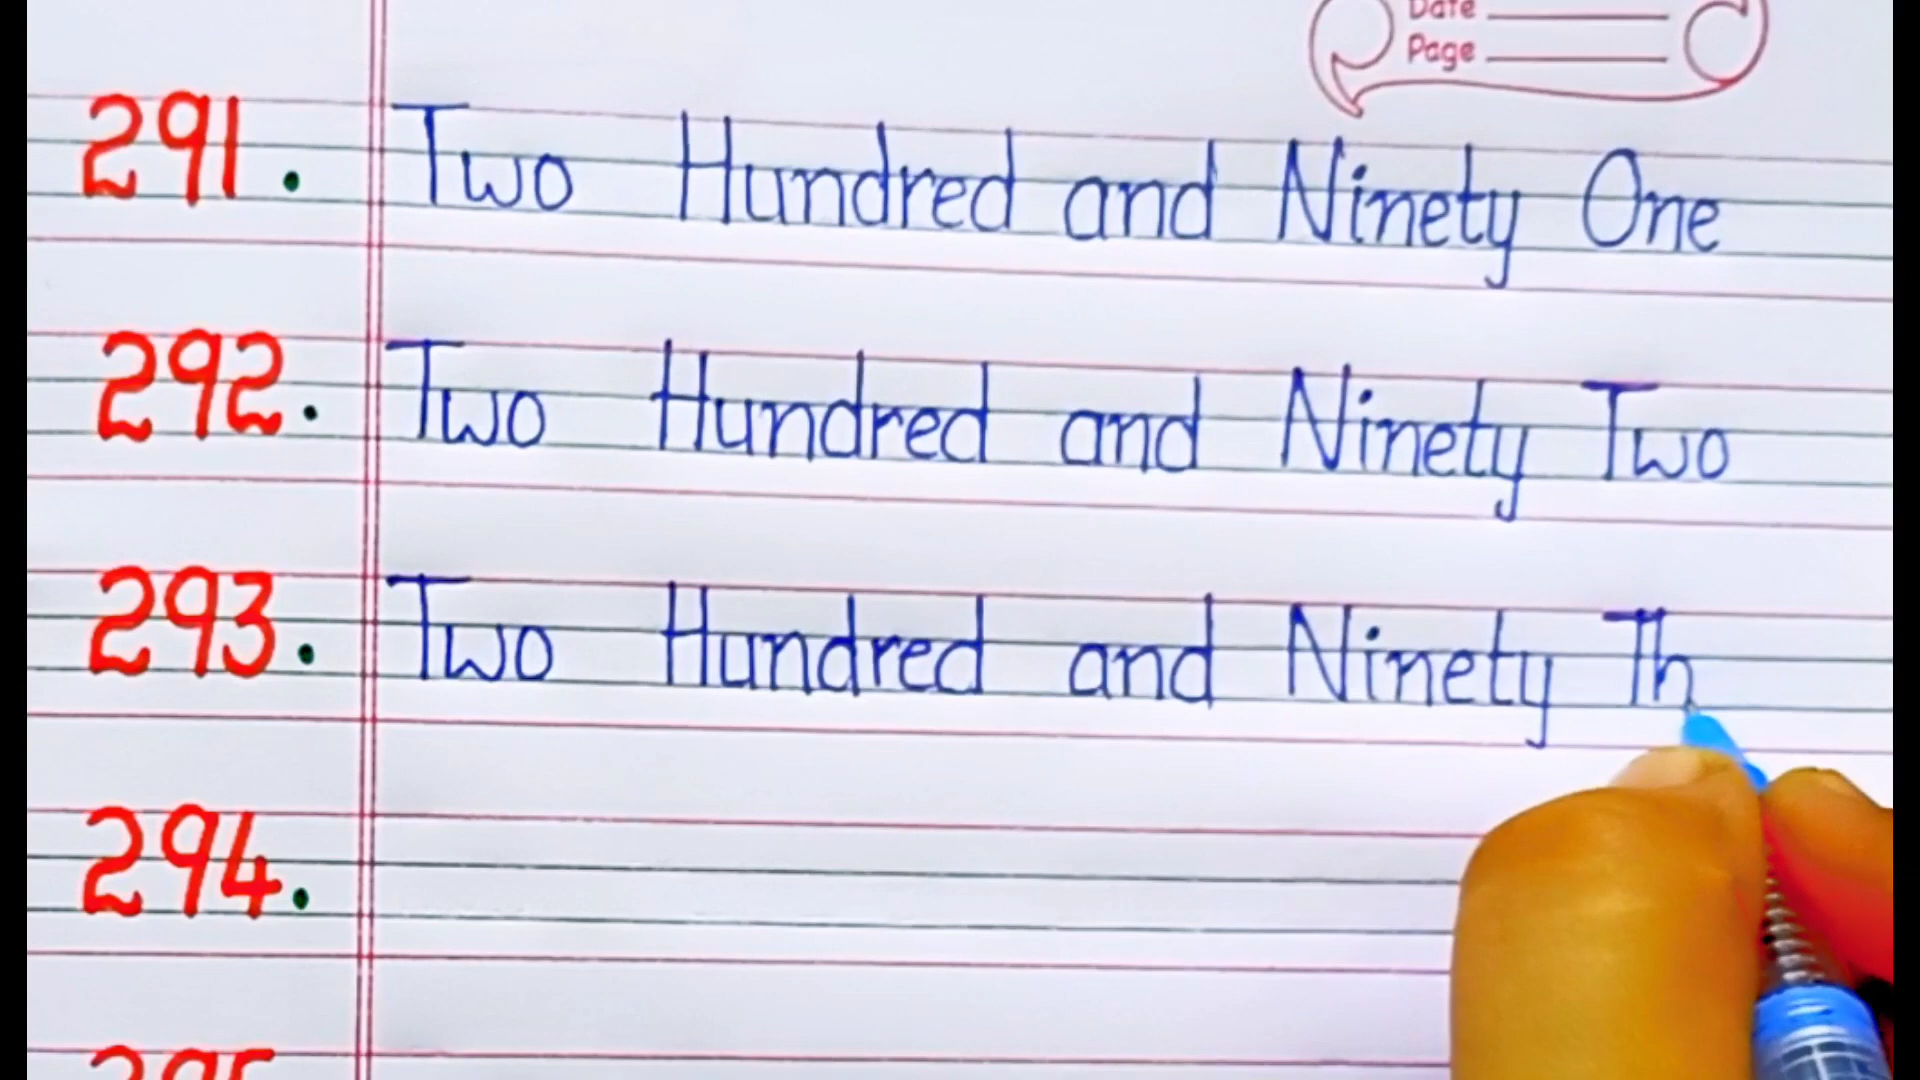 Date
Page
291. Two Hundred and Ninety One
292. Two Hundred and Ninety Two
293. Two Hundred and Ninety Th
294.
295